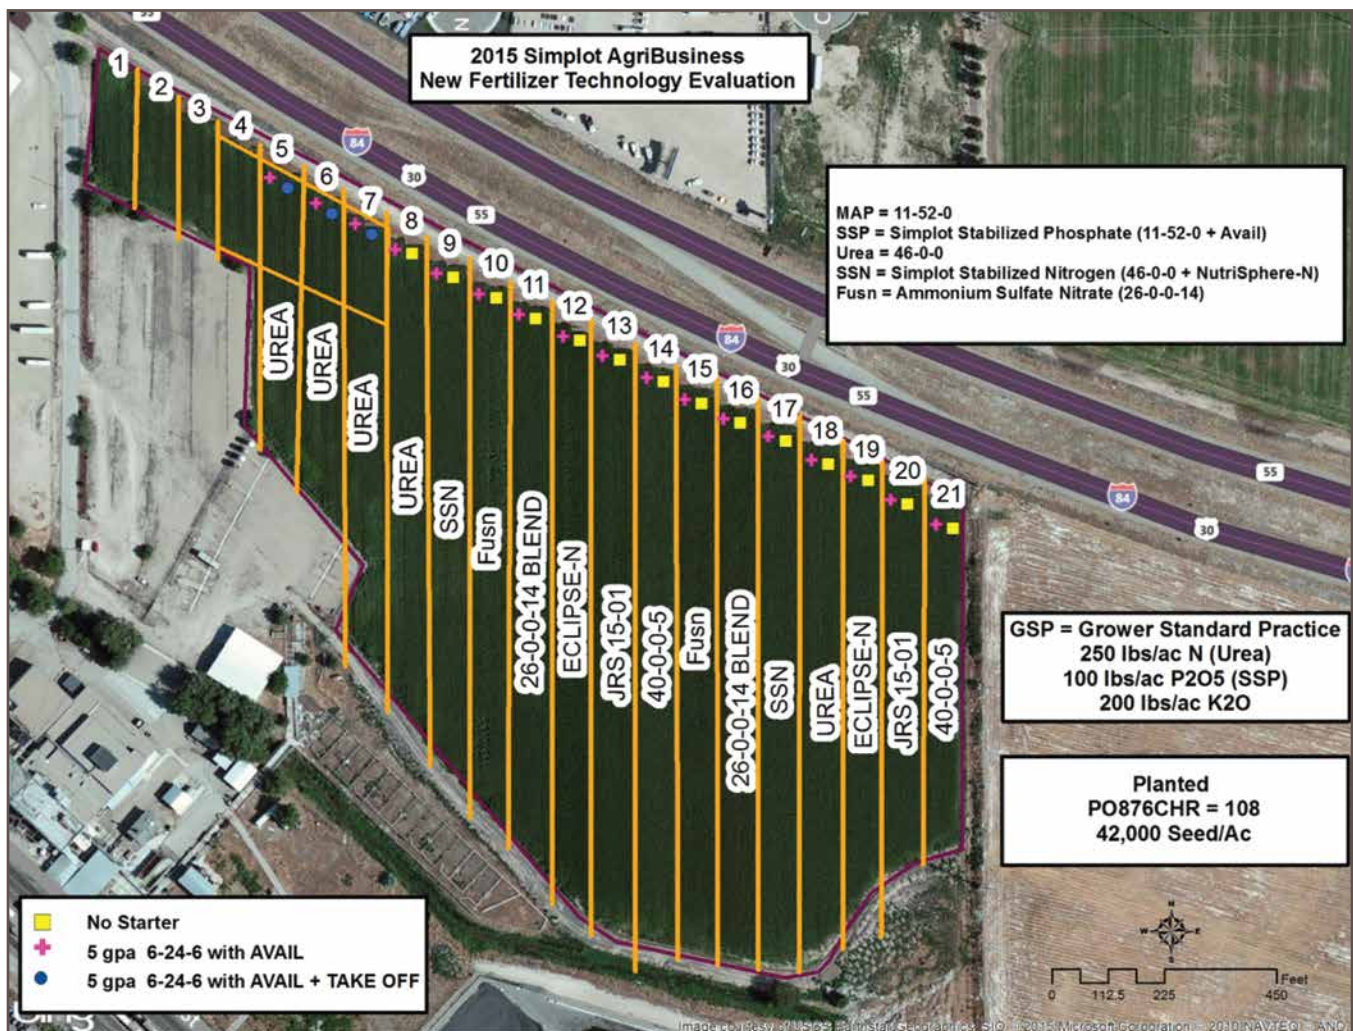 2015 Simplot AgriBusiness
New Fertilizer Technology Evaluation
MAP = 11-52-0
SSP = Simplot Stabilized Phosphate (11-52-0 + Avail)
Urea = 46-0-0
SSN = Simplot Stabilized Nitrogen (46-0-0 + NutriSphere-N)
Fusn = Ammonium Sulfate Nitrate (26-0-0-14)
55
N
84
30
55
84
30
55
55
84
30
1
2
3
4
5
6
7
8
9
10
11
12
13
14
15
16
17
18
19
20
21
UREA
UREA
UREA
UREA
SSN
Fusn
26-0-0-14 BLEND
ECLIPSE-N
JRS 15-01
40-0-0-5
Fusn
26-0-0-14 BLEND
SSN
UREA
ECLIPSE-N
JRS 15-01
40-0-0-5
GSP = Grower Standard Practice
250 lbs/ac N (Urea)
100 lbs/ac P2O5 (SSP)
200 lbs/ac K2O
Planted
PO876CHR = 108
42,000 Seed/Ac
No Starter
5 gpa 6-24-6 with AVAIL
5 gpa 6-24-6 with AVAIL + TAKE OFF
N
W E
S
Feet
0 112.5 225 450